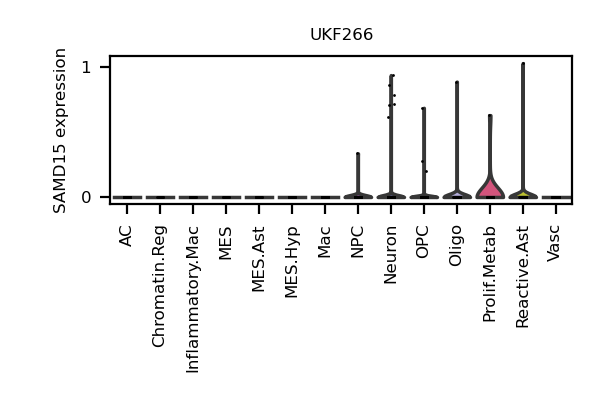 UKF266
SAMD15 expression
1
0
AC
Chromatin.Reg
Inflammatory.Mac
MES
MES.Ast
MES.Hyp
Mac
NPC
Neuron
OPC
Oligo
Prolif.Metab
Reactive.Ast
Vasc